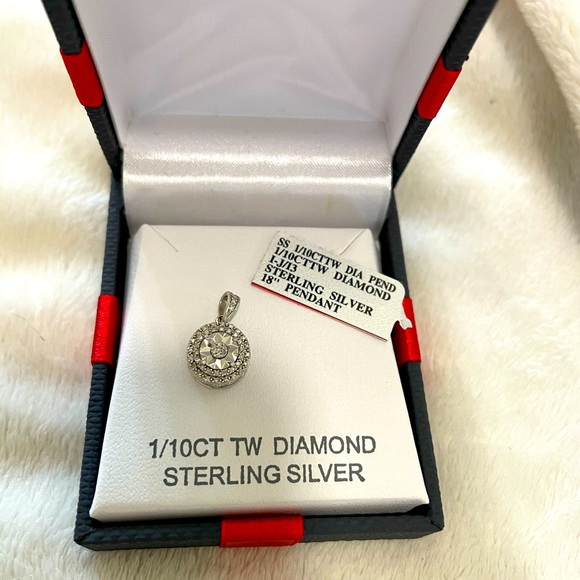 SS 1/10CTTW DIA PEND
1/10CTTW DIAMOND
I-J/I3
STERLING SILVER
18" PENDANT
1/10CT TW DIAMOND
STERLING SILVER